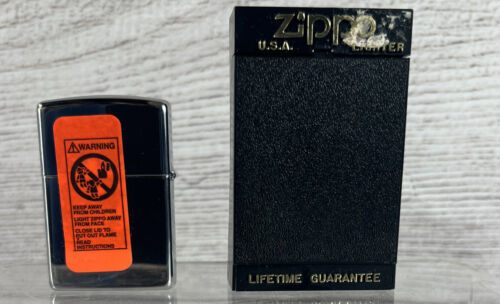 Zippo
U.S.A. LIGHTER
WARNING
KEEP AWAY
FROM CHILDREN
LIGHT ZIPPO AWAY
FROM FACE
CLOSE LID TO
PUT OUT FLAME
READ
INSTRUCTIONS
LIFETIME GUARANTEE